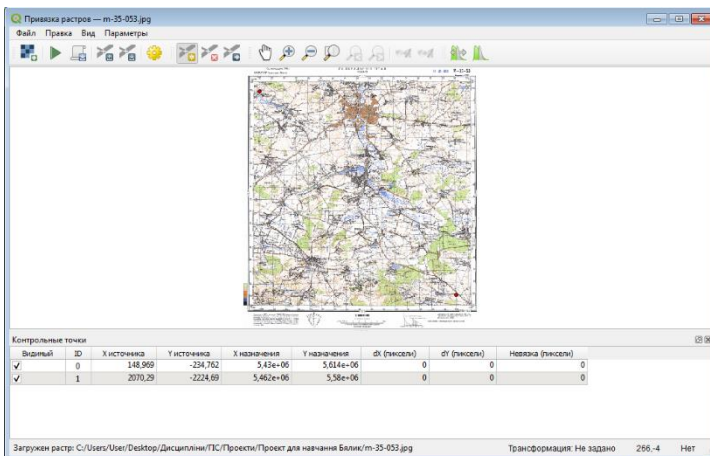 Привязка растров — m-35-053.jpg
Файл Правка Вид Параметры
Контрольные точки
Видимый ID X источника Y источника X назначения Y назначения dX (пиксели) dY (пиксели) Невязка (пиксели)
0 148,969 -234,762 5,43e+06 5,614e+06 0 0 0
1 2070,29 -2224,69 5,462e+06 5,58e+06 0 0 0
Загружен растр: C:/Users/User/Desktop/Дисципліни/ГІС/Проекти/Проект для навчання Бялик/m-35-053.jpg Трансформация: Не задано 266,-4 Нет